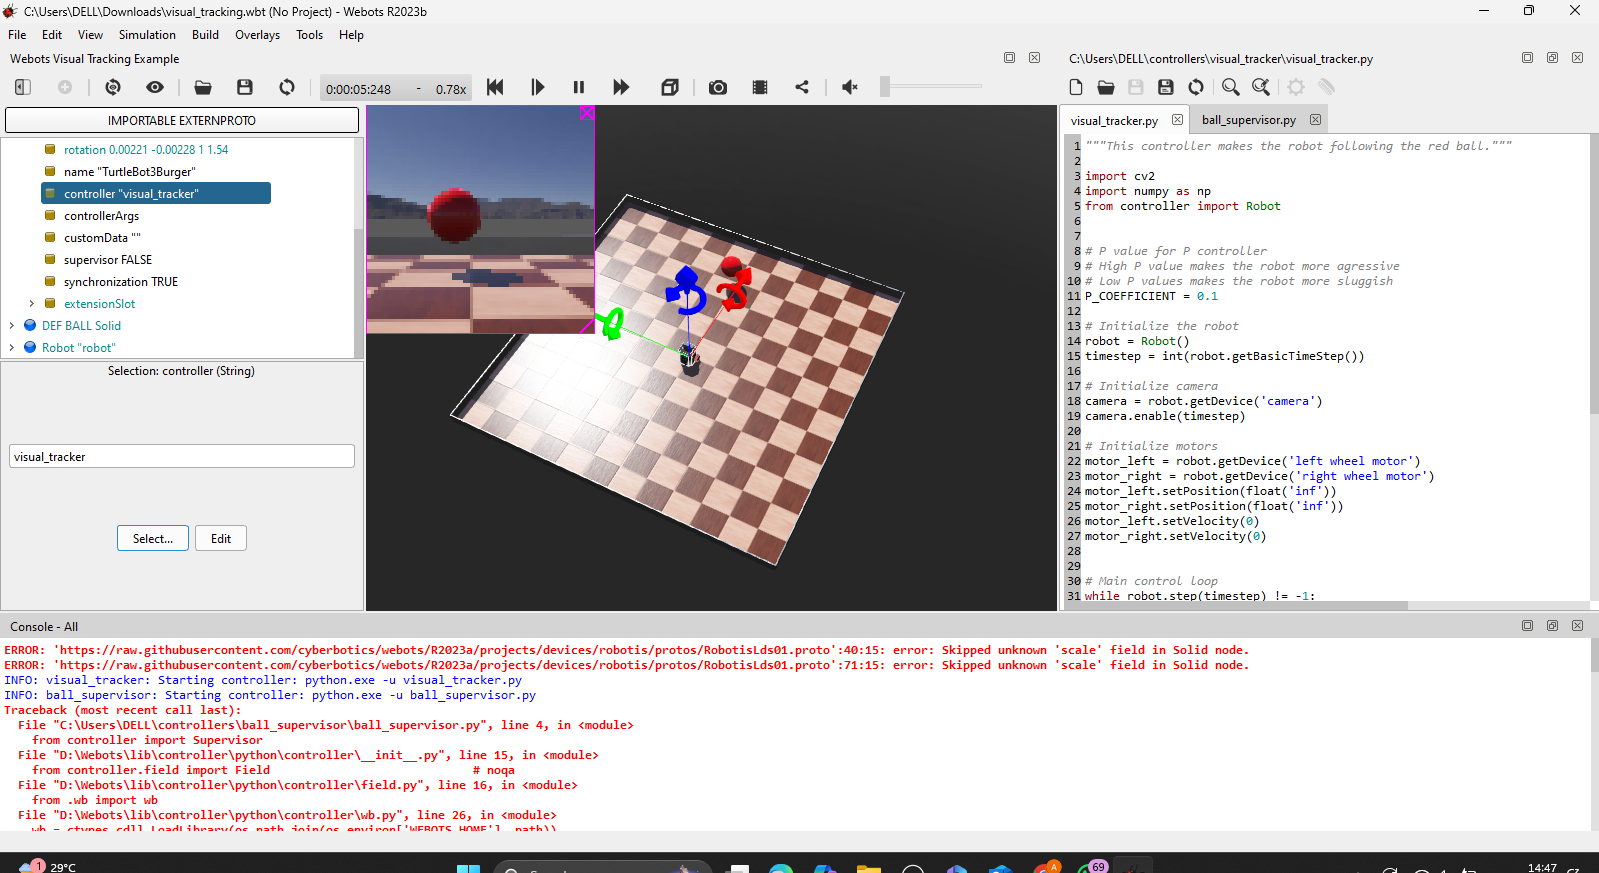 C:\Users\DELL\Downloads\visual_tracking.wbt (No Project) - Webots R2023b
File Edit View Simulation Build Overlays Tools Help
Webots Visual Tracking Example
0:00:05:248 - 0.78x
IMPORTABLE EXTERNPROTO
rotation 0.00221 -0.00228 1 1.54
name "TurtleBot3Burger"
controller "visual_tracker"
controllerArgs
customData ""
supervisor FALSE
synchronization TRUE
extensionSlot
DEF BALL Solid
Robot "robot"
Selection: controller (String)
visual_tracker
Select... Edit
C:\Users\DELL\controllers\visual_tracker\visual_tracker.py
visual_tracker.py ball_supervisor.py
1 """This controller makes the robot following the red ball."""
2
3 import cv2
4 import numpy as np
5 from controller import Robot
6
7
8 # P value for P controller
9 # High P value makes the robot more agressive
10 # Low P values makes the robot more sluggish
11 P_COEFFICIENT = 0.1
12
13 # Initialize the robot
14 robot = Robot()
15 timestep = int(robot.getBasicTimeStep())
16
17 # Initialize camera
18 camera = robot.getDevice('camera')
19 camera.enable(timestep)
20
21 # Initialize motors
22 motor_left = robot.getDevice('left wheel motor')
23 motor_right = robot.getDevice('right wheel motor')
24 motor_left.setPosition(float('inf'))
25 motor_right.setPosition(float('inf'))
26 motor_left.setVelocity(0)
27 motor_right.setVelocity(0)
28
29
30 # Main control loop
31 while robot.step(timestep) != -1:
Console - All
ERROR: 'https://raw.githubusercontent.com/cyberbotics/webots/R2023a/projects/devices/robotis/protos/RobotisLds01.proto':40:15: error: Skipped unknown 'scale' field in Solid node.
ERROR: 'https://raw.githubusercontent.com/cyberbotics/webots/R2023a/projects/devices/robotis/protos/RobotisLds01.proto':71:15: error: Skipped unknown 'scale' field in Solid node.
INFO: visual_tracker: Starting controller: python.exe -u visual_tracker.py
INFO: ball_supervisor: Starting controller: python.exe -u ball_supervisor.py
Traceback (most recent call last):
File "C:\Users\DELL\controllers\ball_supervisor\ball_supervisor.py", line 4, in <module>
from controller import Supervisor
File "D:\Webots\lib\controller\python\controller\__init__.py", line 15, in <module>
from controller.field import Field # noqa
File "D:\Webots\lib\controller\python\controller\field.py", line 16, in <module>
from .wb import wb
File "D:\Webots\lib\controller\python\controller\wb.py", line 26, in <module>
wb = ctypes.cdll.LoadLibrary(os.path.join(os.environ['WEBOTS_HOME'], path))
1 29°C
A 69
14:47